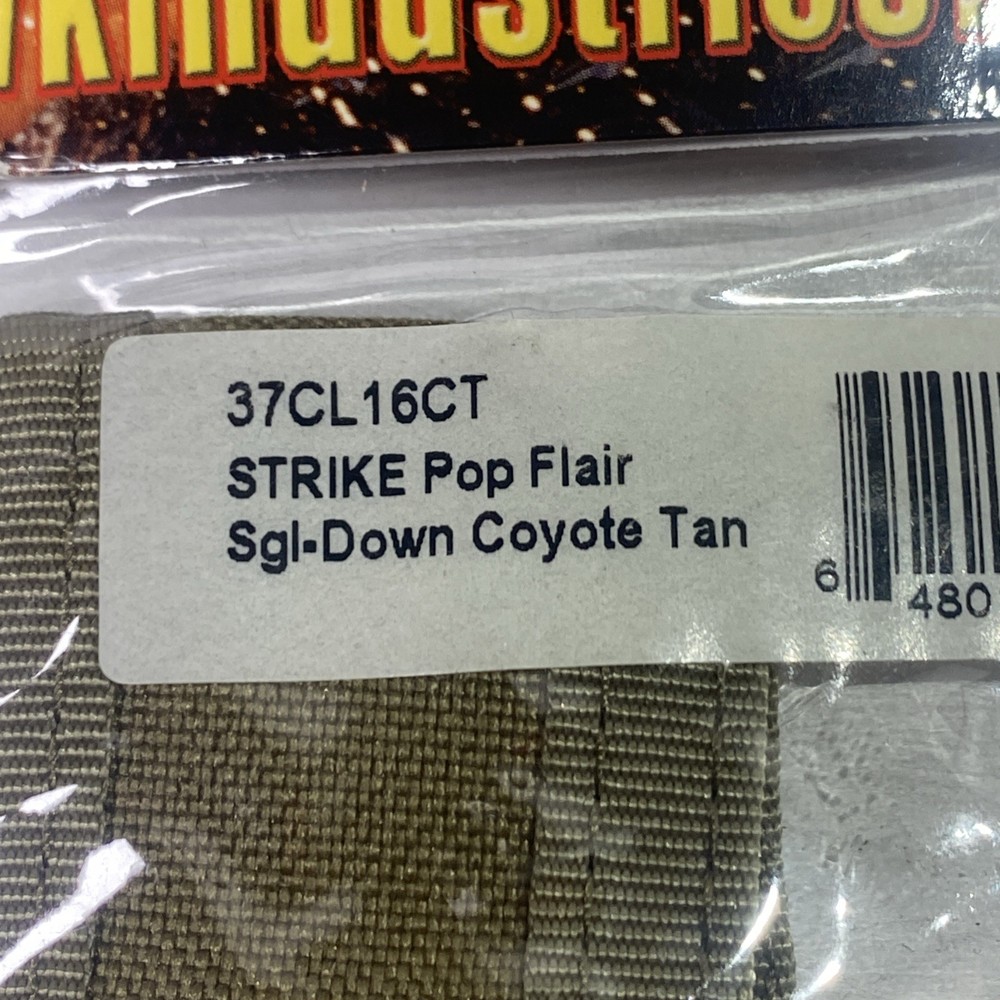 37CL16CT
STRIKE Pop Flair
Sgl-Down Coyote Tan
6 480